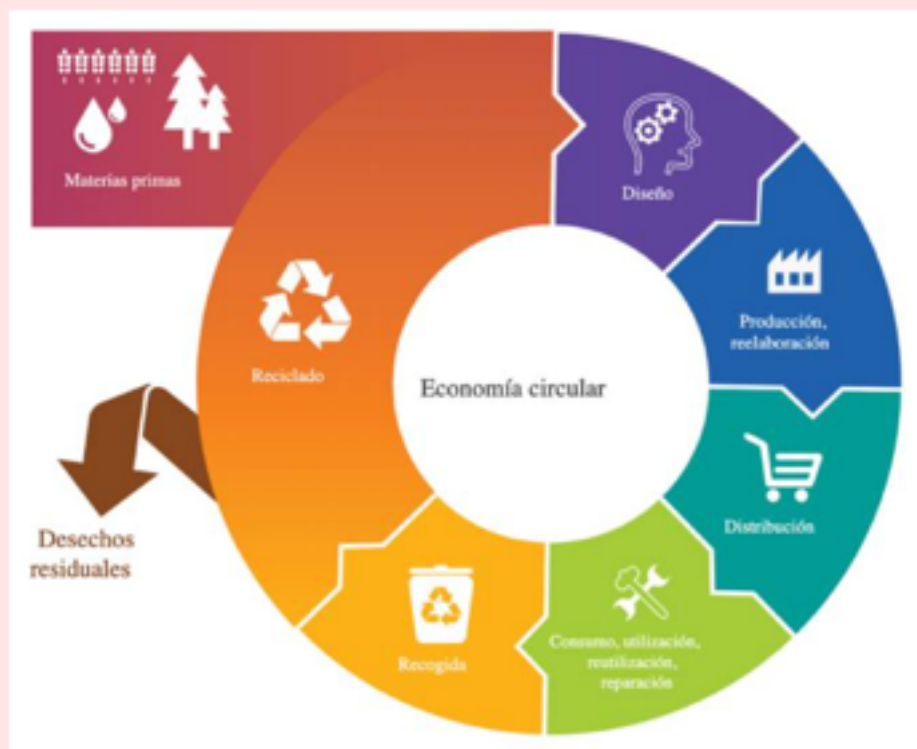 Materias primas
Diseño
Producción,
reelaboración
Distribución
Consumo, utilización,
reutilización,
reparación
Recogida
Reciclado
Economía circular
Desechos
residuales